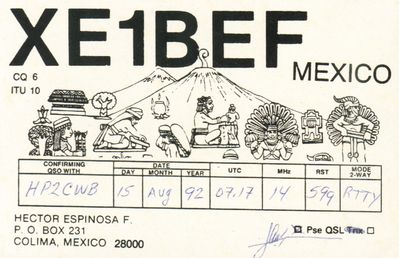 XE1BEF
MEXICO
CQ 6
ITU 10
CONFIRMING QSO WITH DATE DAY MONTH YEAR UTC MHz RST MODE 2-WAY
HP2CWB 15 Aug 92 07.17 14 599 RTTY
HECTOR ESPINOSA F.
P. O. BOX 231
COLIMA, MEXICO 28000
Pse QSL Tnx